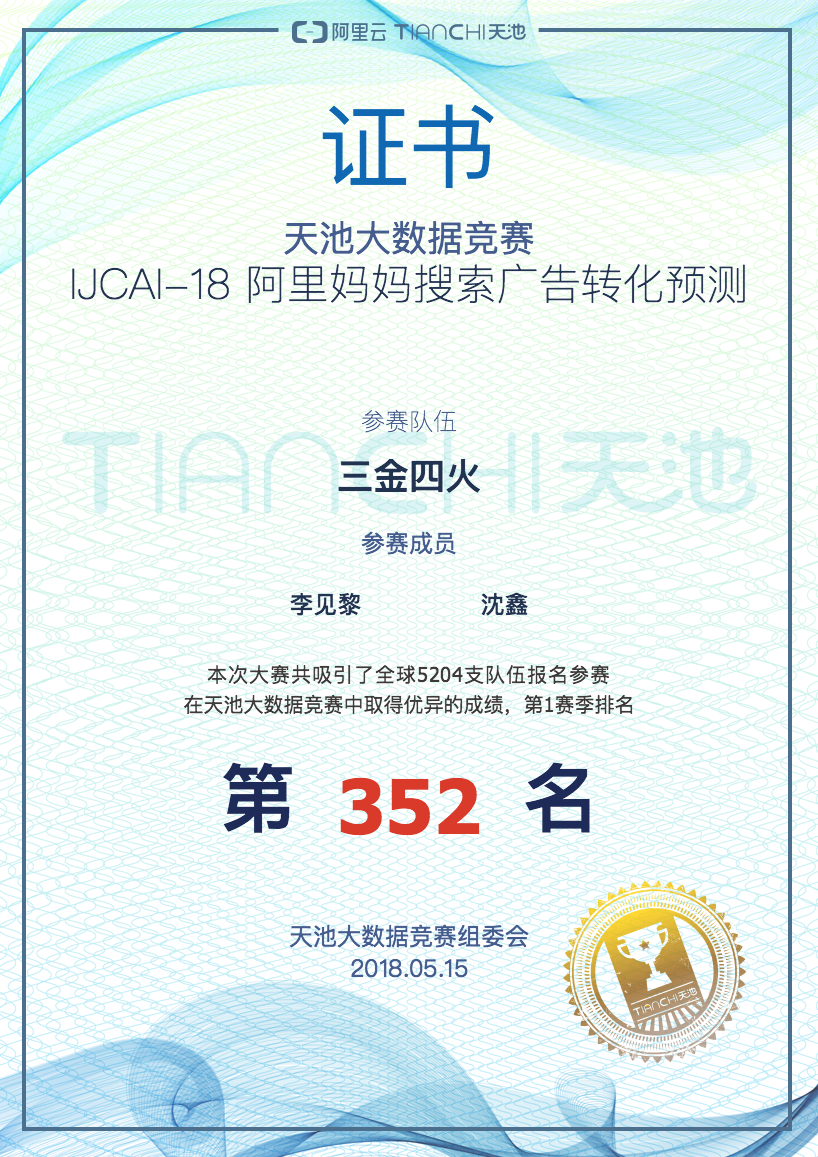 阿里云 TIANCHI天池
证书
天池大数据竞赛
IJCAI-18 阿里妈妈搜索广告转化预测
参赛队伍
TIANCHI天池
三金四火
参赛成员
李见黎 沈鑫
本次大赛共吸引了全球5204支队伍报名参赛
在天池大数据竞赛中取得优异的成绩，第1赛季排名
第 352 名
天池大数据竞赛组委会
2018.05.15
TIANCHI天池